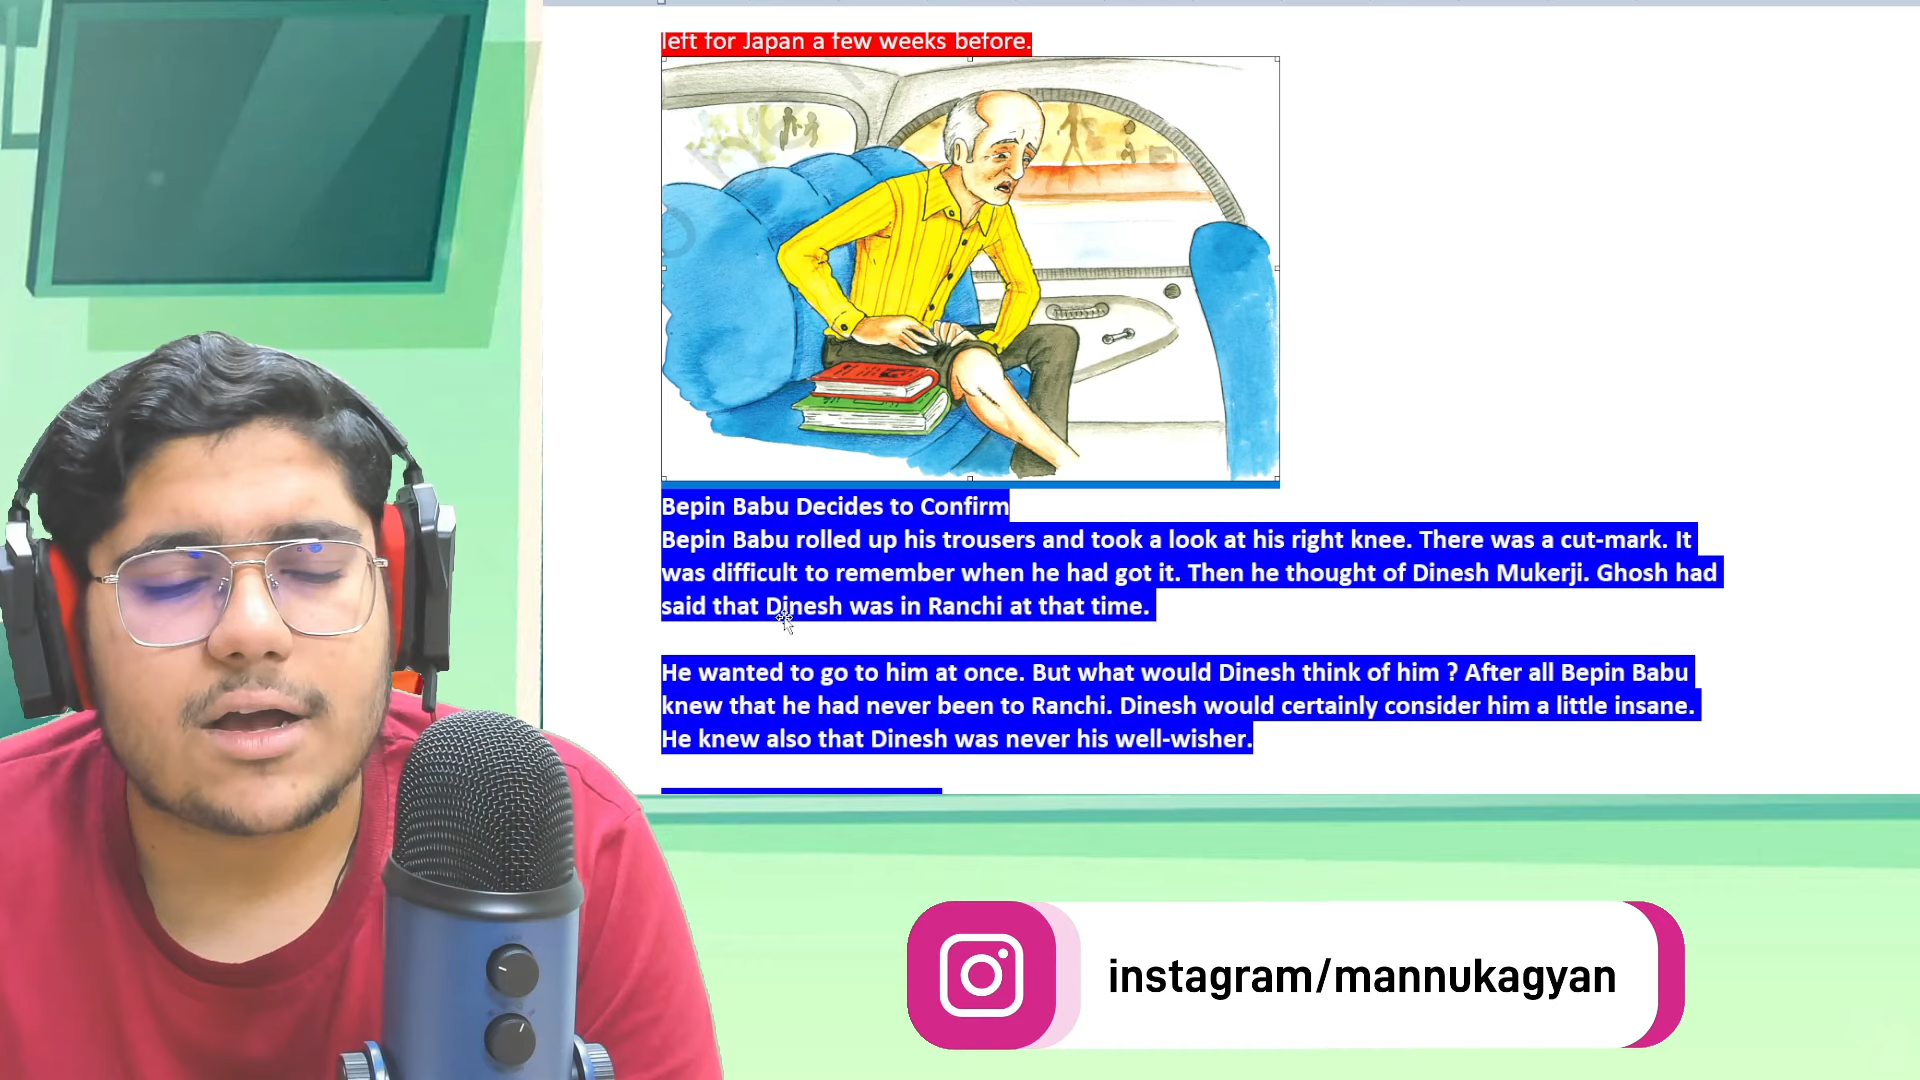 left for Japan a few weeks before.
Bepin Babu Decides to Confirm
Bepin Babu rolled up his trousers and took a look at his right knee. There was a cut-mark. It
was difficult to remember when he had got it. Then he thought of Dinesh Mukerji. Ghosh had
said that Dinesh was in Ranchi at that time.
He wanted to go to him at once. But what would Dinesh think of him ? After all Bepin Babu
knew that he had never been to Ranchi. Dinesh would certainly consider him a little insane.
He knew also that Dinesh was never his well-wisher.
instagram/mannukagyan